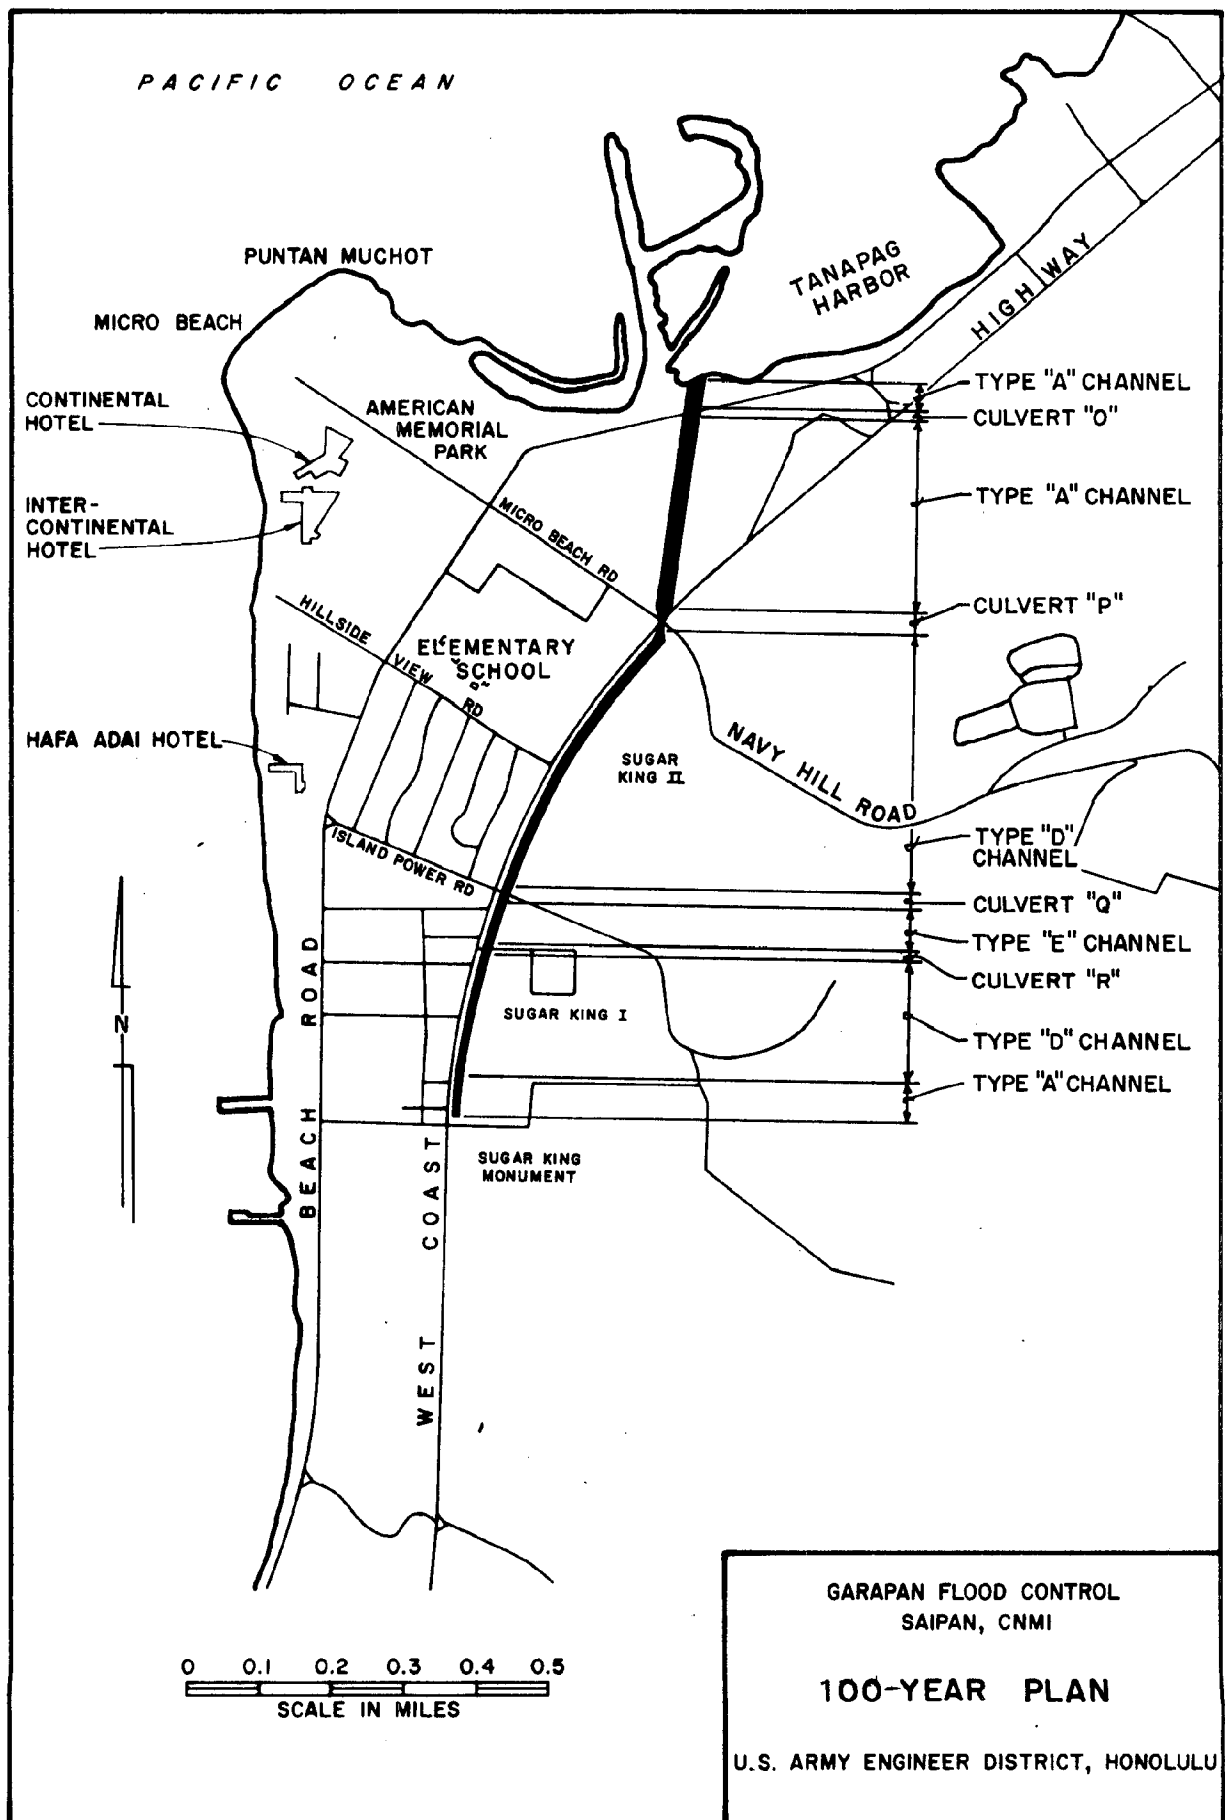 PACIFIC OCEAN
PUNTAN MUCHOT
MICRO BEACH
TANAPAG
HARBOR
HIGHWAY
CONTINENTAL
HOTEL
AMERICAN
MEMORIAL
PARK
INTER-
CONTINENTAL
HOTEL
MICRO BEACH RD
HILLSIDE VIEW RD
ELEMENTARY
SCHOOL
HAFA ADAI HOTEL
SUGAR
KING II
NAVY HILL ROAD
ISLAND POWER RD
TYPE "A" CHANNEL
CULVERT "O"
TYPE "A" CHANNEL
CULVERT "P"
TYPE "D"
CHANNEL
CULVERT "Q"
TYPE "E" CHANNEL
CULVERT "R"
TYPE "D" CHANNEL
TYPE "A" CHANNEL
N
BEACH ROAD
SUGAR KING I
SUGAR KING
MONUMENT
WEST COAST
0 0.1 0.2 0.3 0.4 0.5
SCALE IN MILES
GARAPAN FLOOD CONTROL
SAIPAN, CNMI
100-YEAR PLAN
U.S. ARMY ENGINEER DISTRICT, HONOLULU